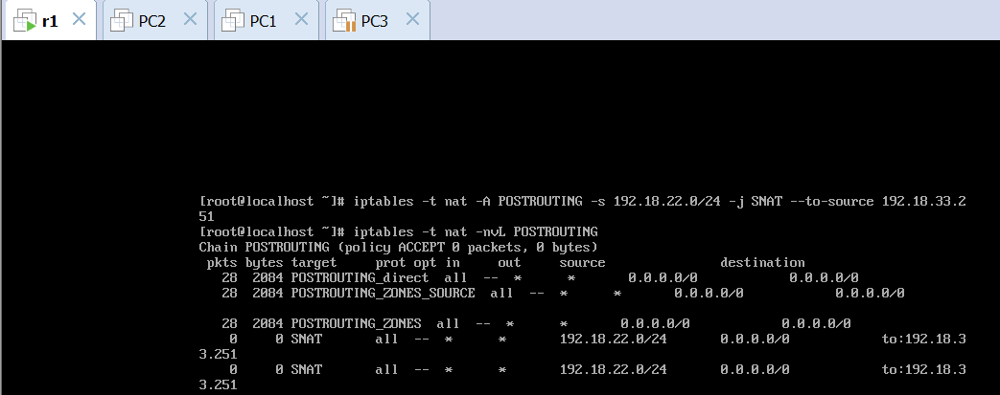 r1 PC2 PC1 PC3
[root@localhost ~]# iptables -t nat -A POSTROUTING -s 192.18.22.0/24 -j SNAT --to-source 192.18.33.2
51
[root@localhost ~]# iptables -t nat -nvL POSTROUTING
Chain POSTROUTING (policy ACCEPT 0 packets, 0 bytes)
 pkts bytes target     prot opt in     out     source               destination
   28  2084 POSTROUTING_direct  all  --  *      *       0.0.0.0/0            0.0.0.0/0
   28  2084 POSTROUTING_ZONES_SOURCE  all  --  *      *       0.0.0.0/0            0.0.0.0/0
   28  2084 POSTROUTING_ZONES  all  --  *      *       0.0.0.0/0            0.0.0.0/0
    0     0 SNAT       all  --  *      *       192.18.22.0/24       0.0.0.0/0            to:192.18.3
3.251
    0     0 SNAT       all  --  *      *       192.18.22.0/24       0.0.0.0/0            to:192.18.3
3.251